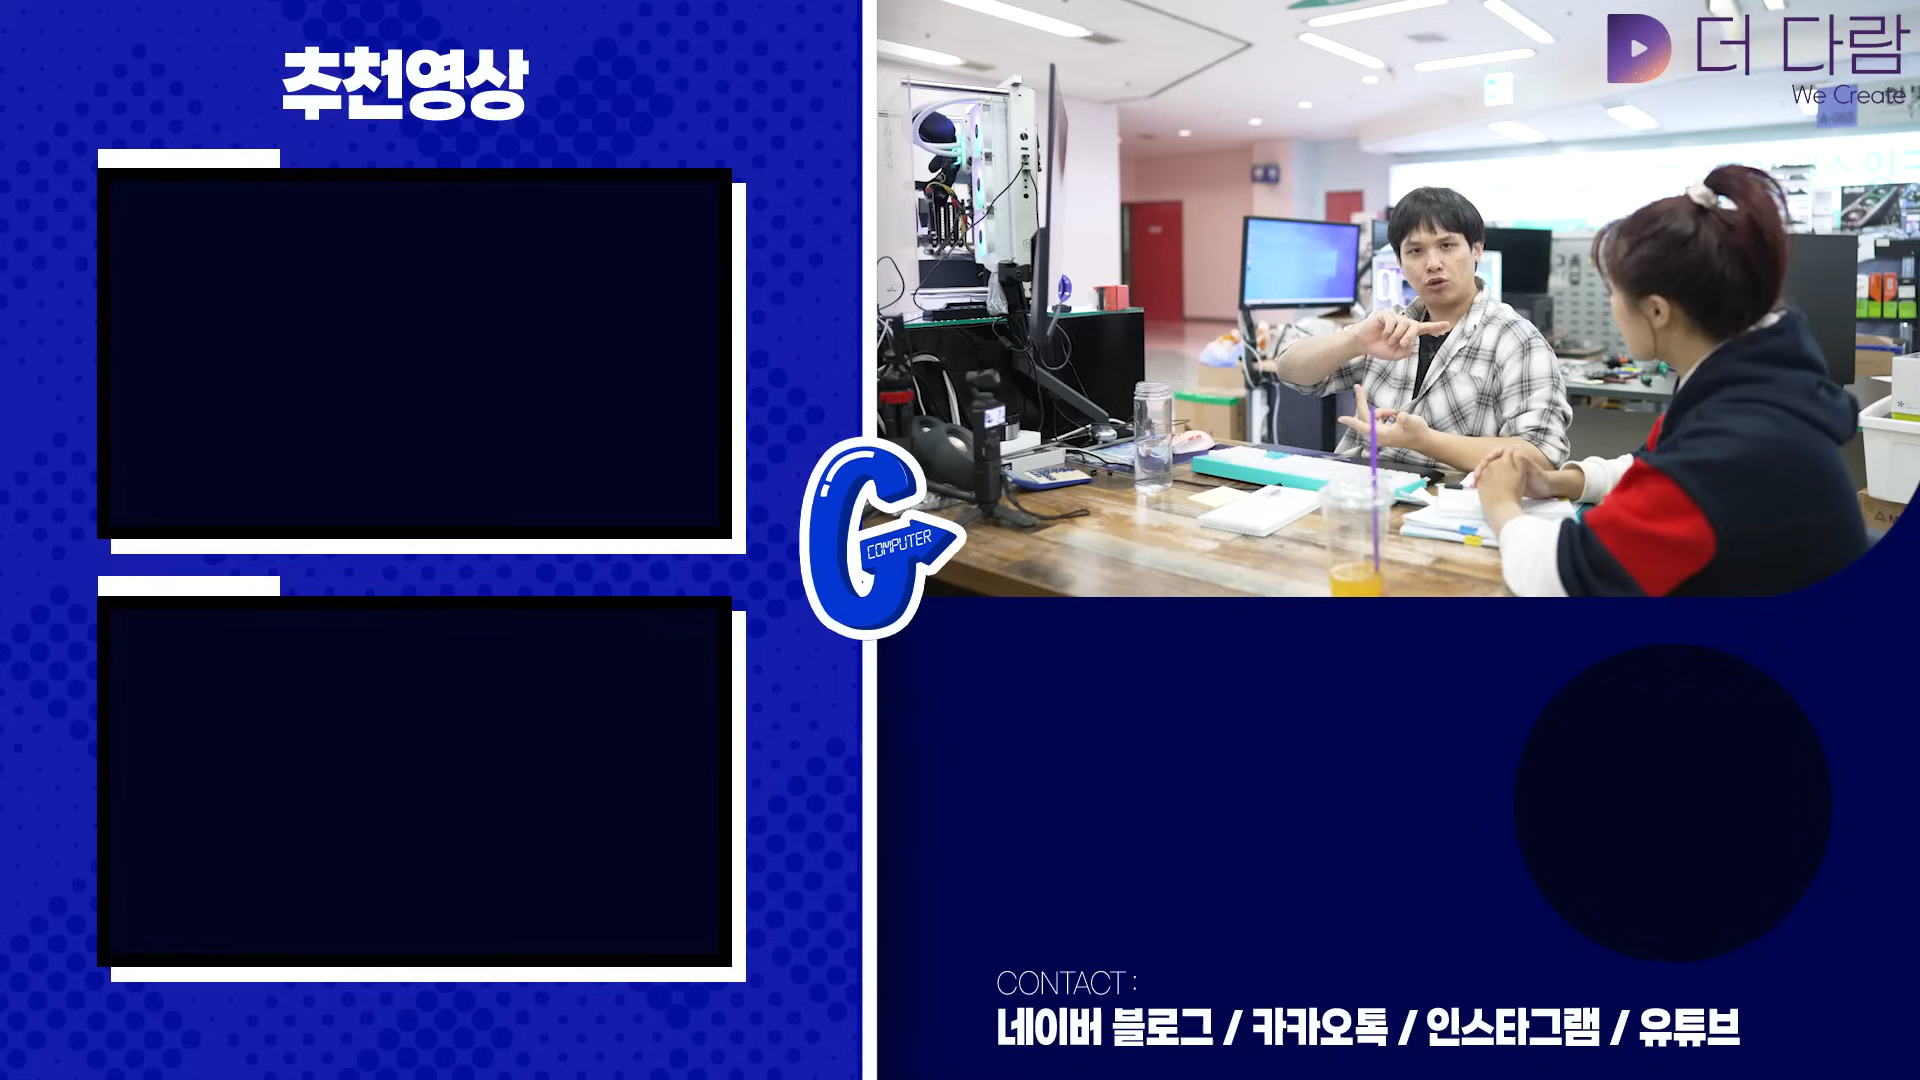 추천영상
더 다람
We Create
COMPUTER
CONTACT :
네이버 블로그 / 카카오톡 / 인스타그램 / 유튜브